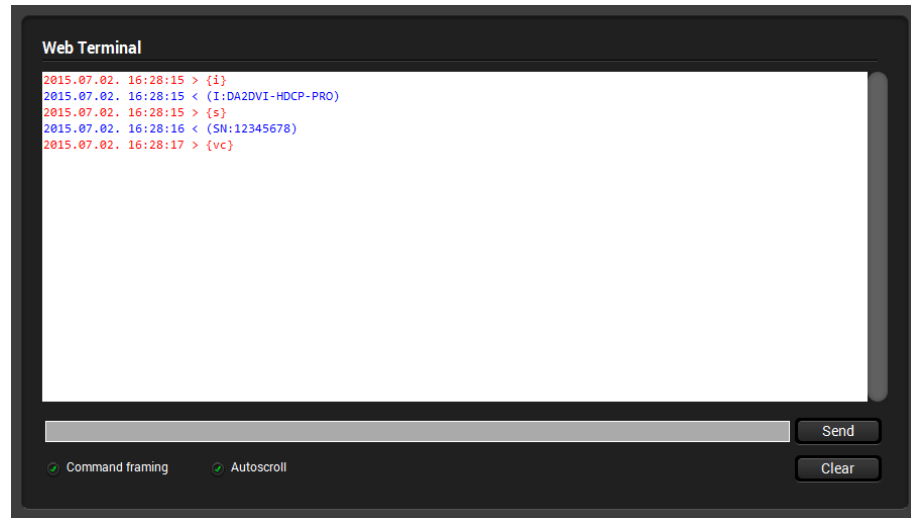 Web Terminal
2015.07.02. 16:28:15 > {i}
2015.07.02. 16:28:15 < (I:DA2DVI-HDCP-PRO)
2015.07.02. 16:28:15 > {s}
2015.07.02. 16:28:16 < (SN:12345678)
2015.07.02. 16:28:17 > {vc}
Send
Command framing
Autoscroll
Clear